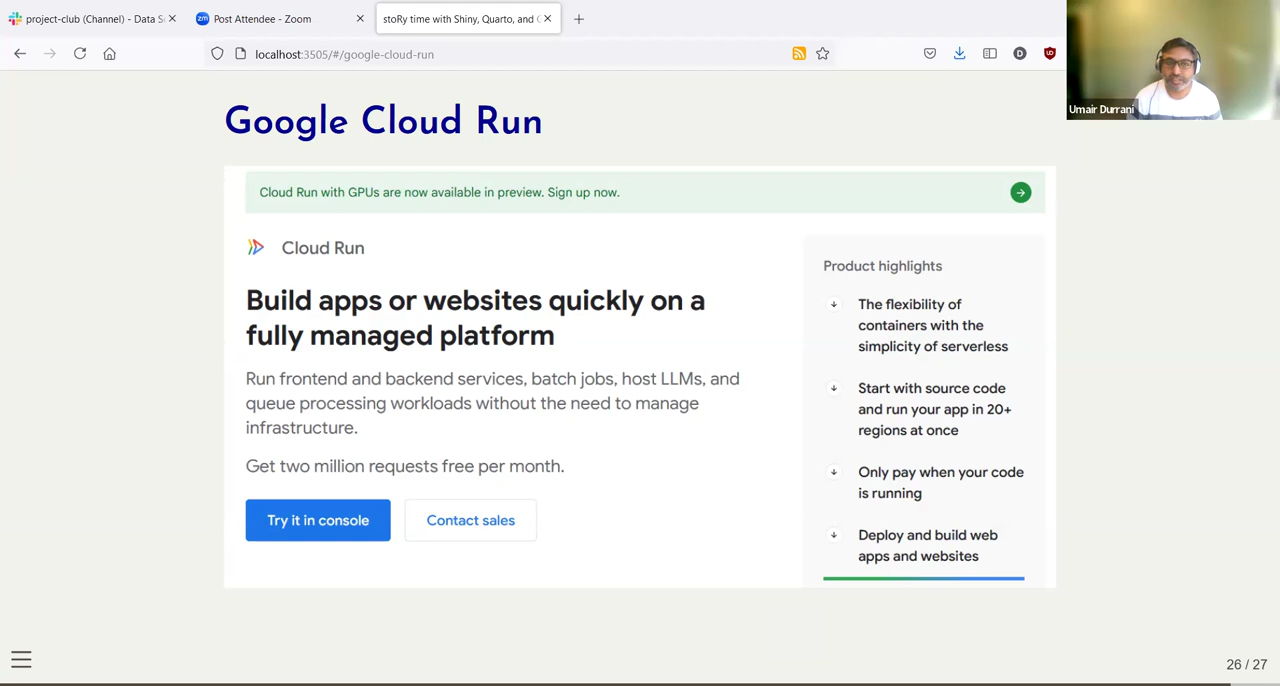 project-club (Channel) - Data S
Post Attendee - Zoom
stoRy time with Shiny, Quarto, and
localhost:3505/#/google-cloud-run
Umair Durrani
Google Cloud Run
Cloud Run with GPUs are now available in preview. Sign up now.
Cloud Run
Build apps or websites quickly on a
fully managed platform
Run frontend and backend services, batch jobs, host LLMs, and
queue processing workloads without the need to manage
infrastructure.
Get two million requests free per month.
Try it in console
Contact sales
Product highlights
The flexibility of
containers with the
simplicity of serverless
Start with source code
and run your app in 20+
regions at once
Only pay when your code
is running
Deploy and build web
apps and websites
26 / 27